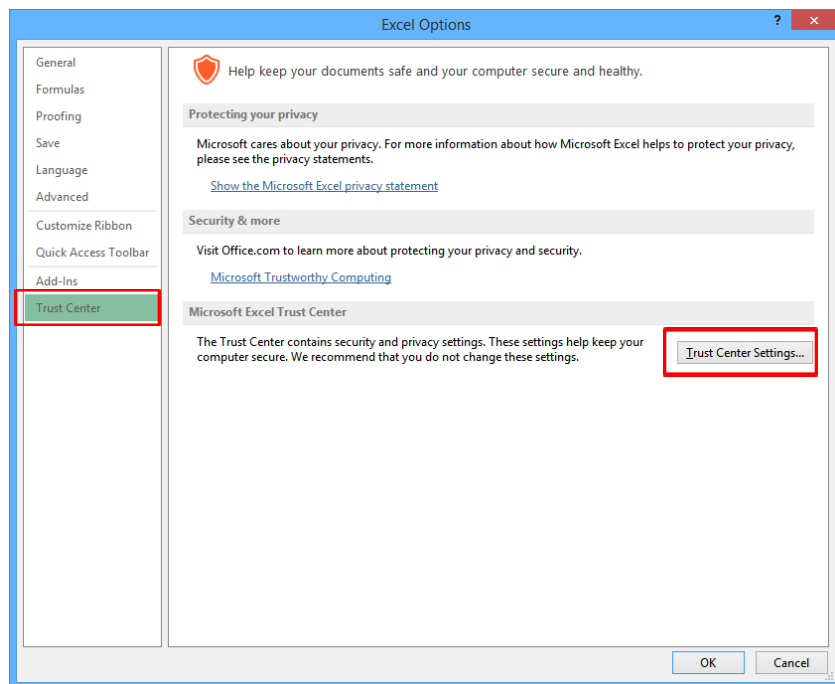 Excel Options
?
×
General
Formulas
Proofing
Save
Language
Advanced
Customize Ribbon
Quick Access Toolbar
Add-Ins
Trust Center
Help keep your documents safe and your computer secure and healthy.
Protecting your privacy
Microsoft cares about your privacy. For more information about how Microsoft Excel helps to protect your privacy,
please see the privacy statements.
Show the Microsoft Excel privacy statement
Security & more
Visit Office.com to learn more about protecting your privacy and security.
Microsoft Trustworthy Computing
Microsoft Excel Trust Center
The Trust Center contains security and privacy settings. These settings help keep your
computer secure. We recommend that you do not change these settings.
Trust Center Settings...
OK
Cancel